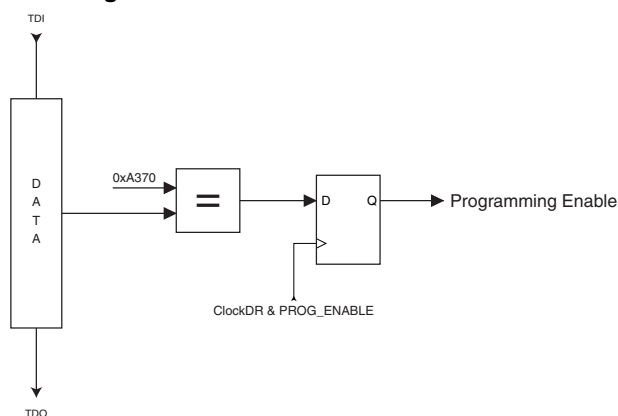 TDI
D
A
T
A
0xA370
=
D Q
Programming Enable
ClockDR & PROG_ENABLE
TDO